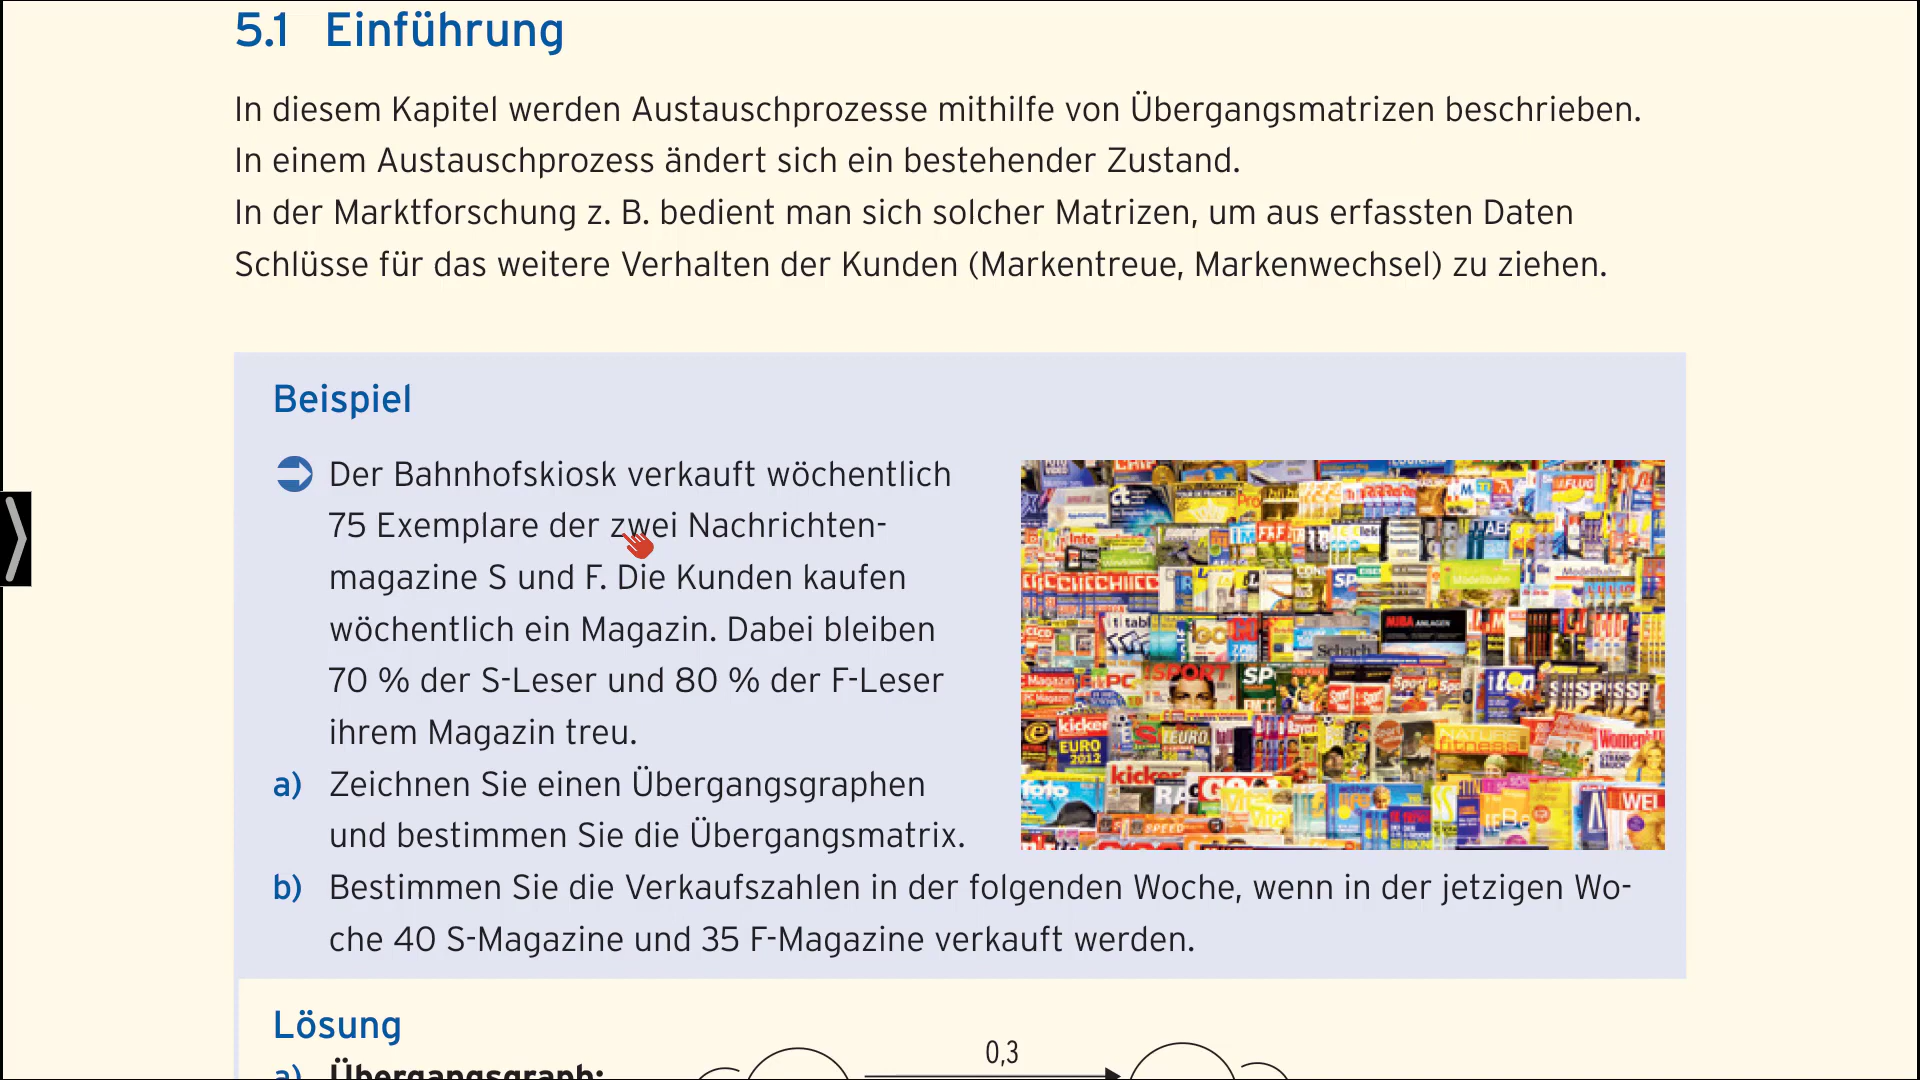 5.1 Einführung
In diesem Kapitel werden Austauschprozesse mithilfe von Übergangsmatrizen beschrieben.
In einem Austauschprozess ändert sich ein bestehender Zustand.
In der Marktforschung z. B. bedient man sich solcher Matrizen, um aus erfassten Daten
Schlüsse für das weitere Verhalten der Kunden (Markentreue, Markenwechsel) zu ziehen.
Beispiel
Der Bahnhofskiosk verkauft wöchentlich
75 Exemplare der zwei Nachrichten-
magazine S und F. Die Kunden kaufen
wöchentlich ein Magazin. Dabei bleiben
70 % der S-Leser und 80 % der F-Leser
ihrem Magazin treu.
a) Zeichnen Sie einen Übergangsgraphen
und bestimmen Sie die Übergangsmatrix.
b) Bestimmen Sie die Verkaufszahlen in der folgenden Woche, wenn in der jetzigen Wo-
che 40 S-Magazine und 35 F-Magazine verkauft werden.
Lösung
0,3
a) Übergangsgraph: